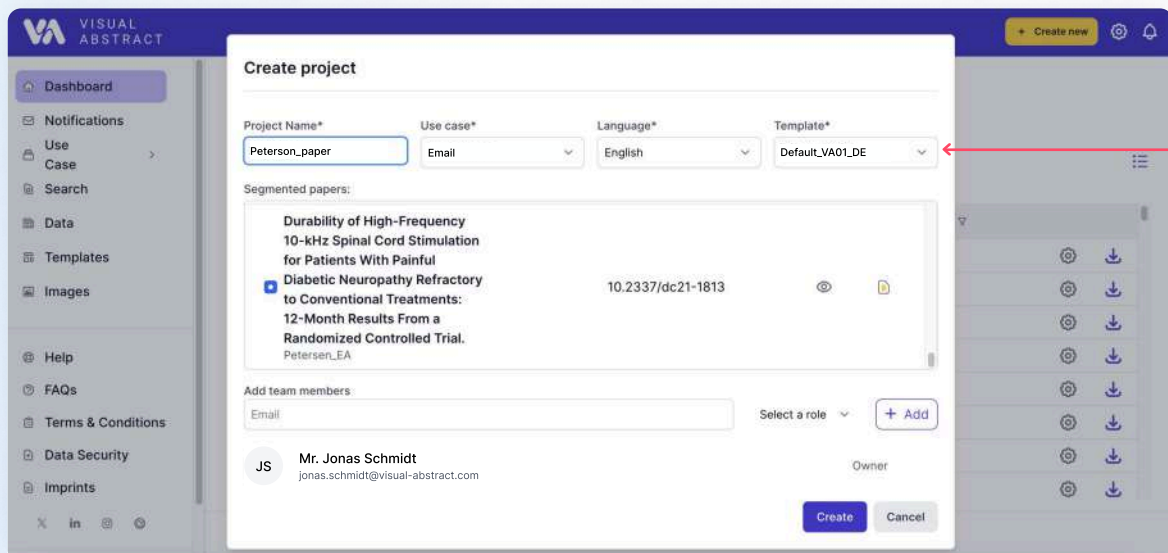 VA VISUAL
ABSTRACT
+ Create new
Dashboard
Notifications
Use
Case
Search
Data
Templates
Images
Help
FAQs
Terms & Conditions
Data Security
Imprints
Create project
Project Name* Use case* Language* Template*
Peterson_paper Email English Default_VA01_DE
Segmented papers:
Durability of High-Frequency
10-kHz Spinal Cord Stimulation
for Patients With Painful
Diabetic Neuropathy Refractory
to Conventional Treatments:
12-Month Results From a
Randomized Controlled Trial.
Petersen_EA
10.2337/dc21-1813
Add team members
Email Select a role + Add
JS Mr. Jonas Schmidt
jonas.schmidt@visual-abstract.com
Owner
Create Cancel